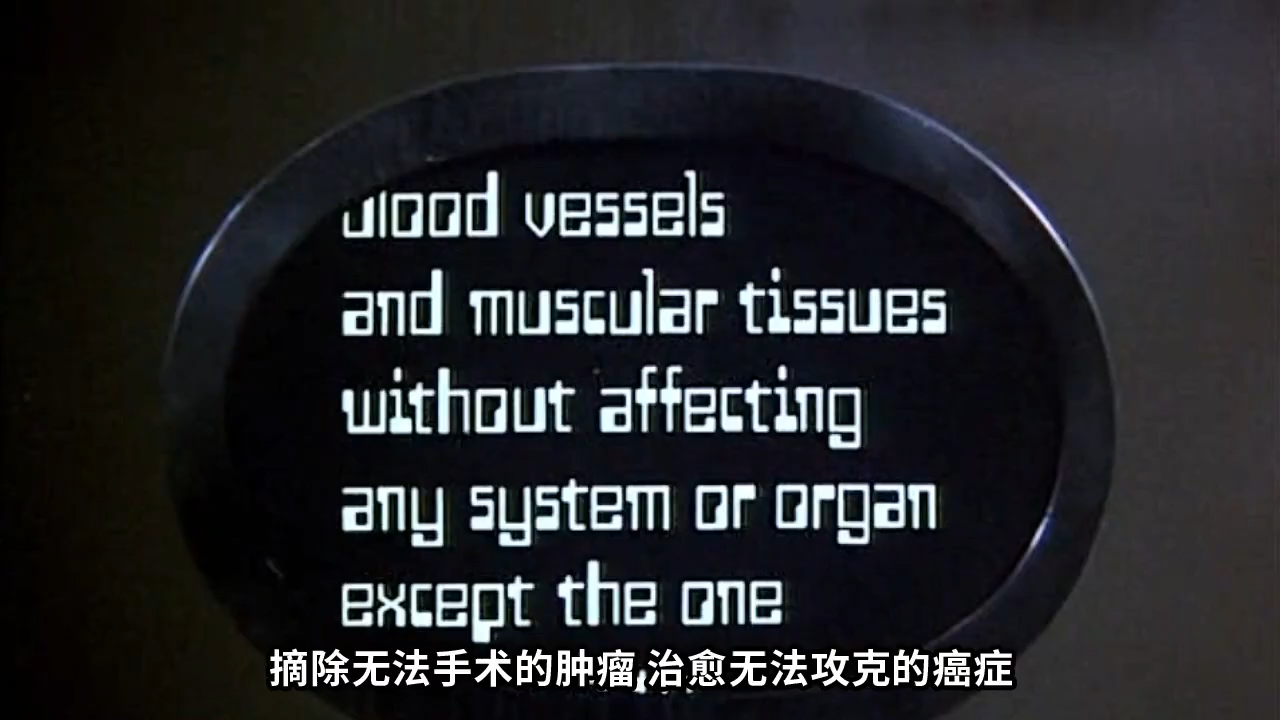 blood vessels
and muscular tissues
without affecting
any system or organ
except the one
摘除无法手术的肿瘤,治愈无法攻克的癌症